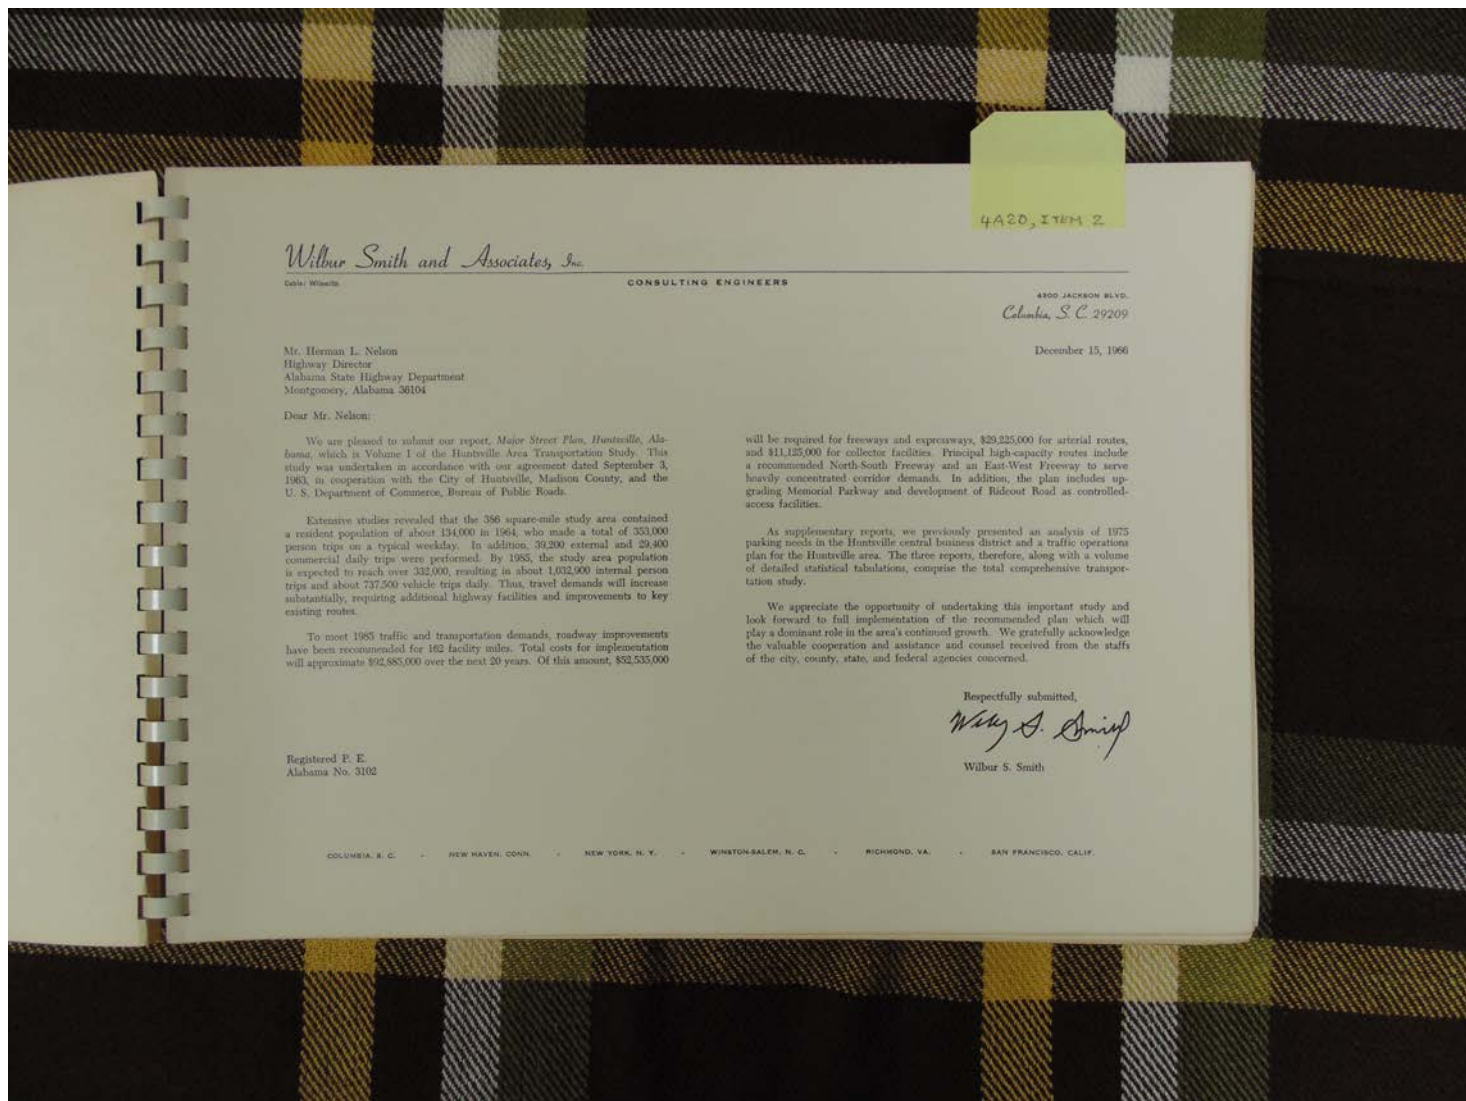 4A20, ITEM 2
Wilbur Smith and Associates, Inc.
Cable: Wilsmith
CONSULTING ENGINEERS
4500 JACKSON BLVD.
Columbia, S. C. 29209
Mr. Herman L. Nelson
Highway Director
Alabama State Highway Department
Montgomery, Alabama 36104
December 15, 1966
Dear Mr. Nelson:
We are pleased to submit our report, Major Street Plan, Huntsville, Ala-
bama, which is Volume I of the Huntsville Area Transportation Study. This
study was undertaken in accordance with our agreement dated September 3,
1963, in cooperation with the City of Huntsville, Madison County, and the
U. S. Department of Commerce, Bureau of Public Roads.
Extensive studies revealed that the 386 square-mile study area contained
a resident population of about 134,000 in 1964, who made a total of 353,000
person trips on a typical weekday. In addition, 39,200 external and 29,400
commercial daily trips were performed. By 1985, the study area population
is expected to reach over 332,000, resulting in about 1,032,900 internal person
trips and about 737,500 vehicle trips daily. Thus, travel demands will increase
substantially, requiring additional highway facilities and improvements to key
existing routes.
To meet 1985 traffic and transportation demands, roadway improvements
have been recommended for 162 facility miles. Total costs for implementation
will approximate $92,885,000 over the next 20 years. Of this amount, $52,535,000
will be required for freeways and expressways, $29,225,000 for arterial routes,
and $11,125,000 for collector facilities. Principal high-capacity routes include
a recommended North-South Freeway and an East-West Freeway to serve
heavily concentrated corridor demands. In addition, the plan includes up-
grading Memorial Parkway and development of Rideout Road as controlled-
access facilities.
As supplementary reports, we previously presented an analysis of 1975
parking needs in the Huntsville central business district and a traffic operations
plan for the Huntsville area. The three reports, therefore, along with a volume
of detailed statistical tabulations, comprise the total comprehensive transpor-
tation study.
We appreciate the opportunity of undertaking this important study and
look forward to full implementation of the recommended plan which will
play a dominant role in the area's continued growth. We gratefully acknowledge
the valuable cooperation and assistance and counsel received from the staffs
of the city, county, state, and federal agencies concerned.
Respectfully submitted,
Wilbur S. Smith
Wilbur S. Smith
Registered P. E.
Alabama No. 3102
COLUMBIA, S. C. - NEW HAVEN, CONN. - NEW YORK, N. Y. - WINSTON-SALEM, N. C. - RICHMOND, VA. - SAN FRANCISCO, CALIF.